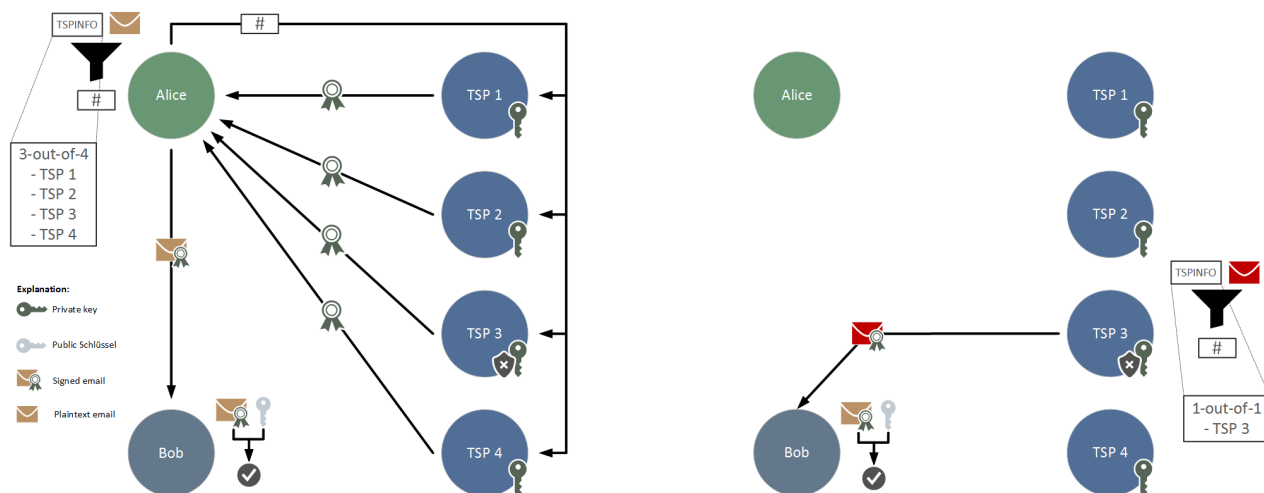 TSPINFO
#
#
Alice
TSP 1
3-out-of-4
- TSP 1
- TSP 2
- TSP 3
- TSP 4
TSP 2
Explanation:
Private key
Public Schlüssel
Signed email
Plaintext email
TSP 3
Bob
TSP 4
Alice
TSP 1
TSP 2
TSPINFO
TSP 3
#
1-out-of-1
- TSP 3
Bob
TSP 4